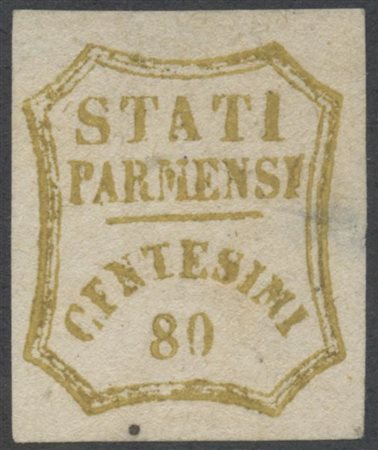 STATI
PARMENSI
CENTESIMI
80